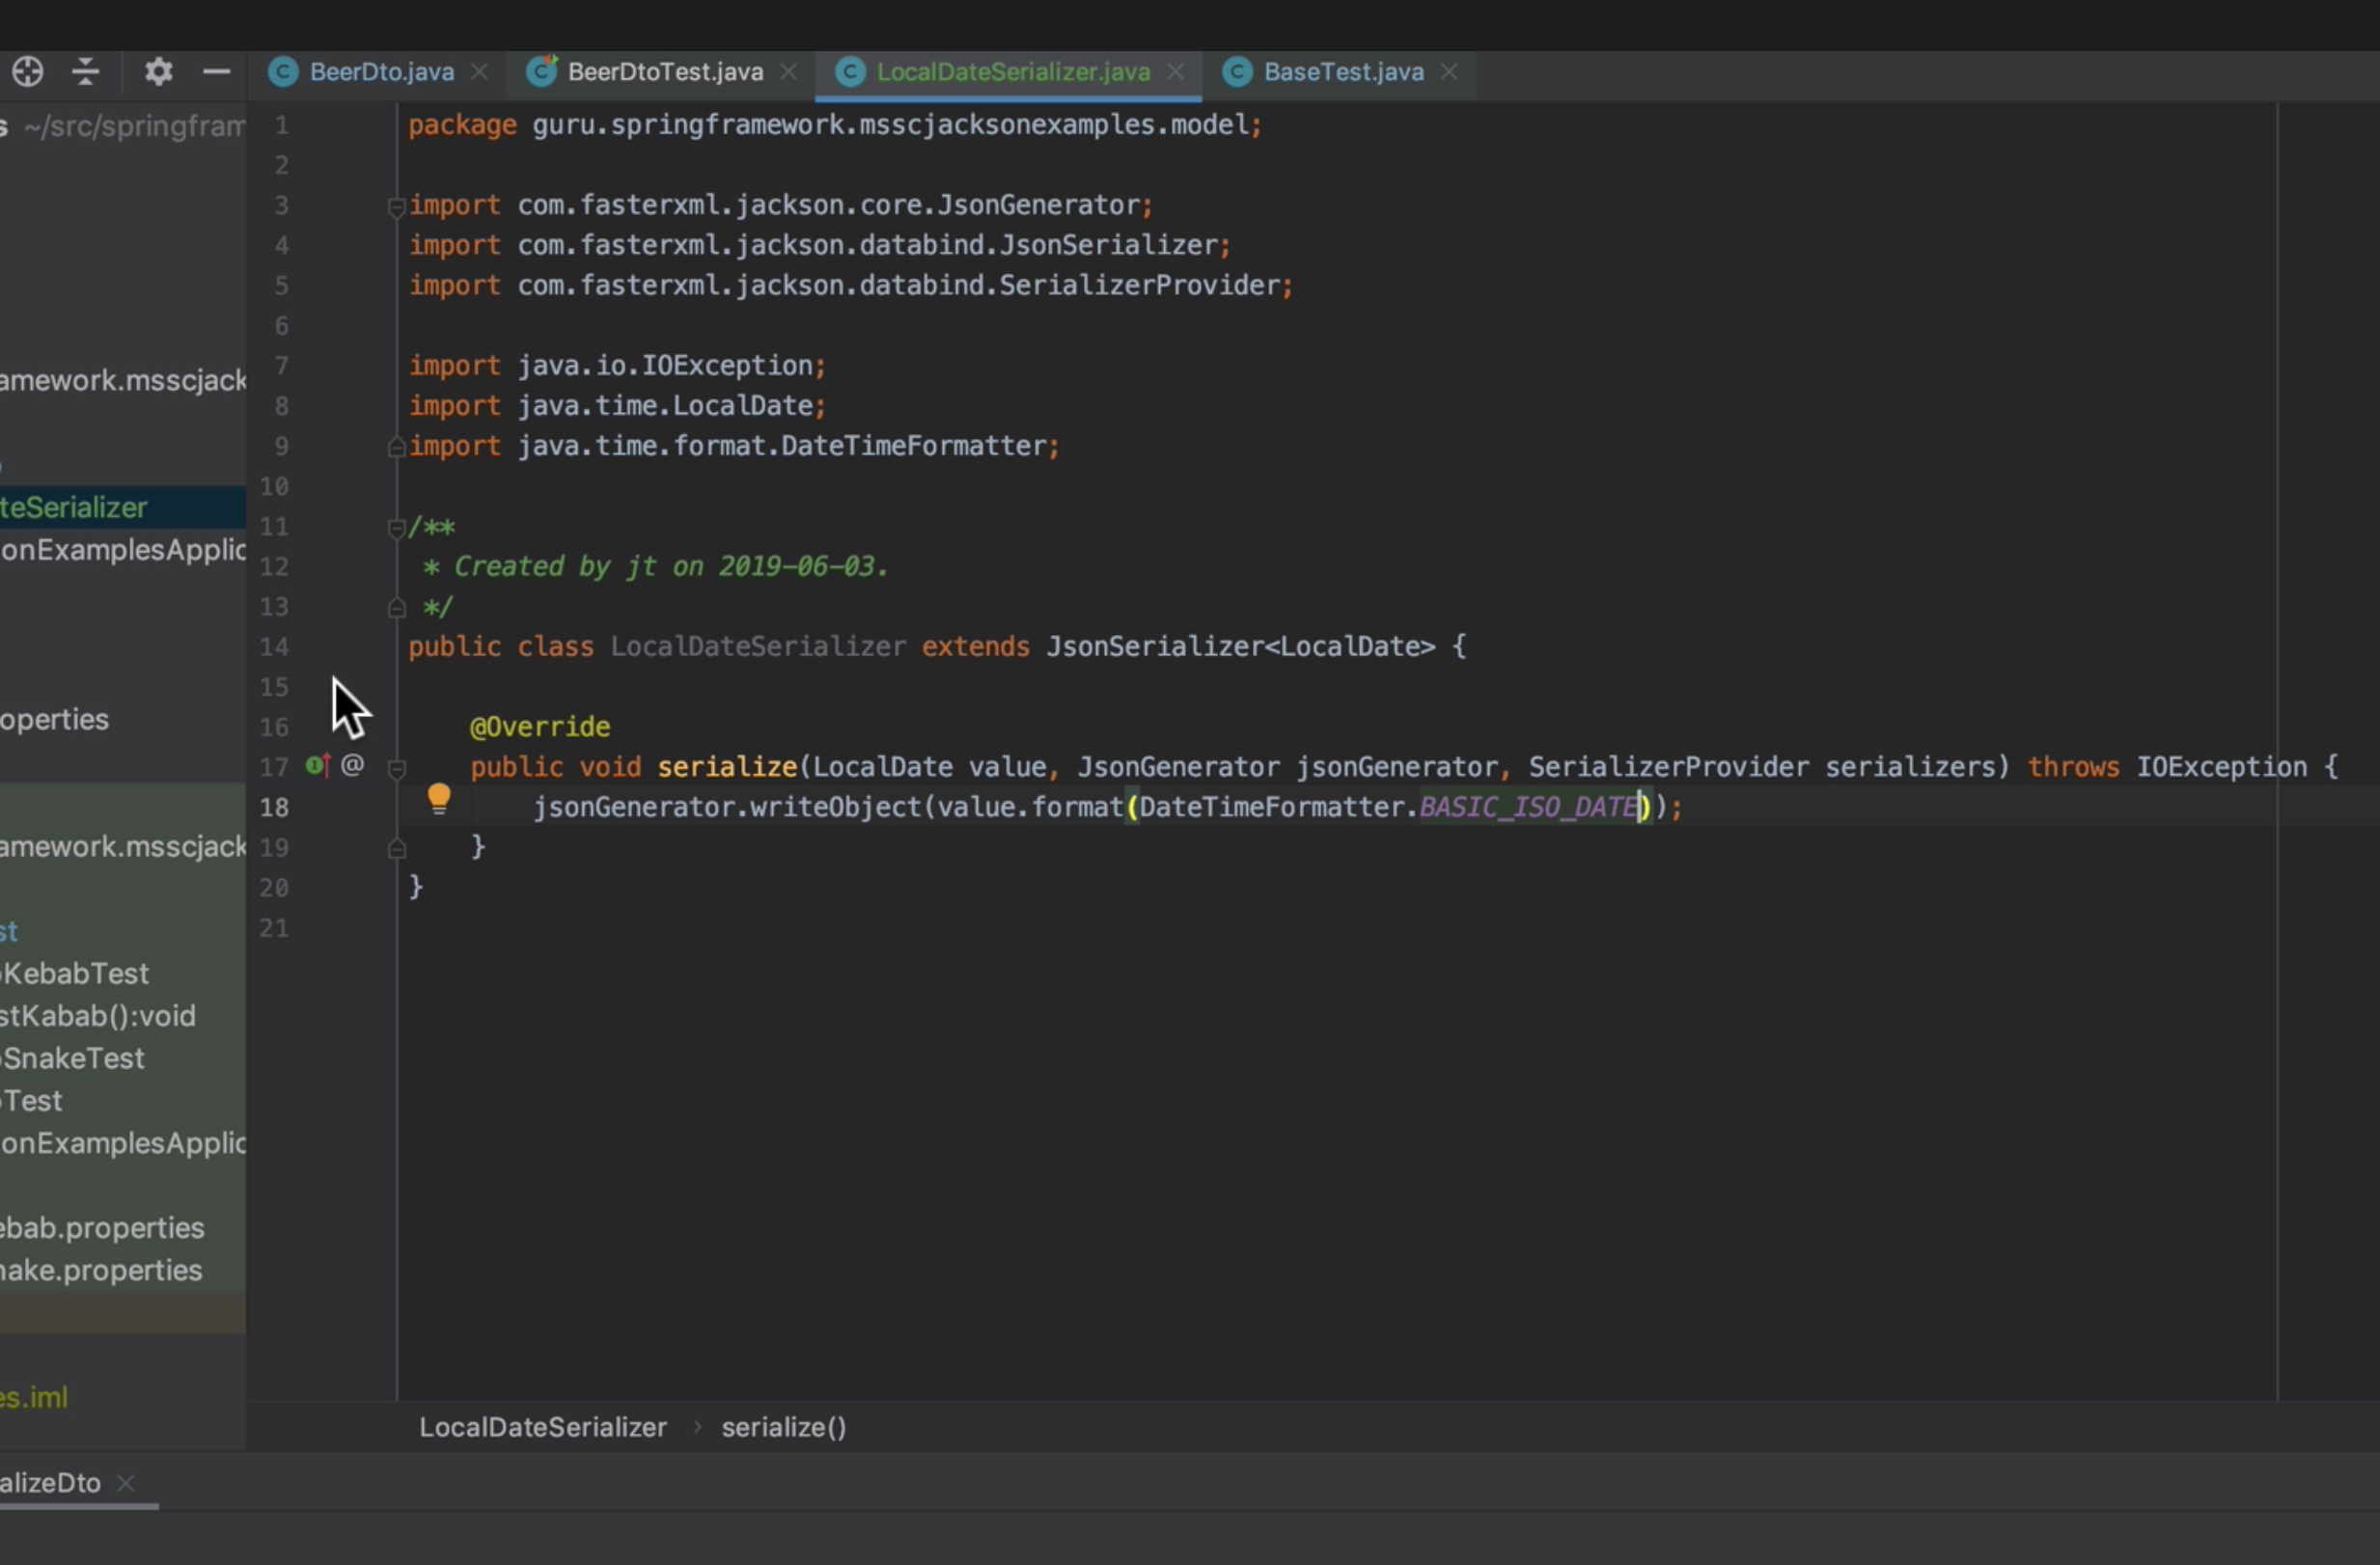 BeerDto.java BeerDtoTest.java LocalDateSerializer.java BaseTest.java
s ~/src/springfram
amework.msscjack
teSerializer
onExamplesApplic
operties
amework.msscjack
st
oKebabTest
stKabab():void
oSnakeTest
oTest
onExamplesApplic
ebab.properties
nake.properties
es.iml
1 package guru.springframework.msscjacksonexamples.model;
2
3 import com.fasterxml.jackson.core.JsonGenerator;
4 import com.fasterxml.jackson.databind.JsonSerializer;
5 import com.fasterxml.jackson.databind.SerializerProvider;
6
7 import java.io.IOException;
8 import java.time.LocalDate;
9 import java.time.format.DateTimeFormatter;
10
11 /**
12 * Created by jt on 2019-06-03.
13 */
14 public class LocalDateSerializer extends JsonSerializer<LocalDate> {
15
16 @Override
17 @ public void serialize(LocalDate value, JsonGenerator jsonGenerator, SerializerProvider serializers) throws IOException {
18 jsonGenerator.writeObject(value.format(DateTimeFormatter.BASIC_ISO_DATE));
19 }
20 }
21
LocalDateSerializer › serialize()
alizeDto